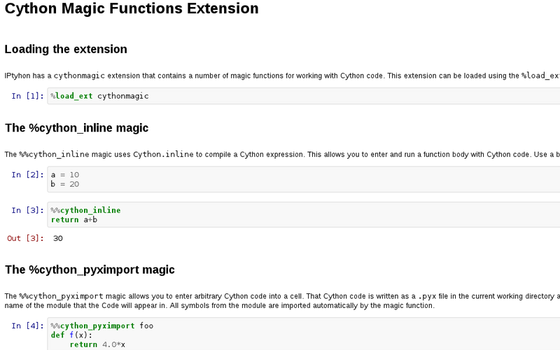 Cython Magic Functions Extension
Loading the extension
IPtyhon has a cythonmagic extension that contains a number of magic functions for working with Cython code. This extension can be loaded using the %load_ex
In [1]: %load_ext cythonmagic
The %cython_inline magic
The %%cython_inline magic uses Cython.inline to compile a Cython expression. This allows you to enter and run a function body with Cython code. Use a b
In [2]: a = 10
b = 20
In [3]: %%cython_inline
return a+b
Out [3]: 30
The %cython_pyximport magic
The %%cython_pyximport magic allows you to enter arbitrary Cython code into a cell. That Cython code is written as a .pyx file in the current working directory a
name of the module that the Code will appear in. All symbols from the module are imported automatically by the magic function.
In [4]: %%cython_pyximport foo
def f(x):
return 4.0*x